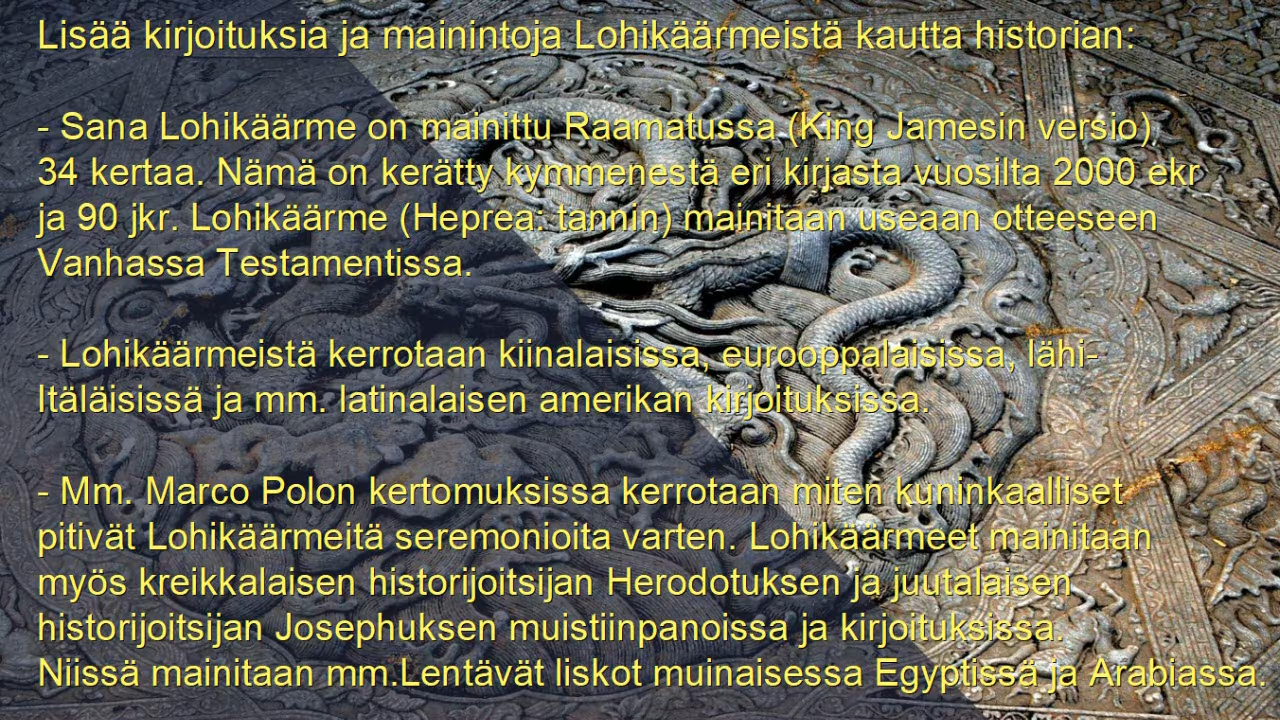 Lisää kirjoituksia ja mainintoja Lohikäärmeistä kautta historian:
- Sana Lohikäärme on mainittu Raamatussa (King Jamesin versio),
34 kertaa. Nämä on kerätty kymmenestä eri kirjasta vuosilta 2000 ekr
ja 90 jkr. Lohikäärme (Heprea: tannin) mainitaan useaan otteeseen
Vanhassa Testamentissa.
- Lohikäärmeistä kerrotaan kiinalaisissa, eurooppalaisissa, lähi-
Itäläisissä ja mm. latinalaisen amerikan kirjoituksissa.
- Mm. Marco Polon kertomuksissa kerrotaan miten kuninkaalliset
pitivät Lohikäärmeitä seremonioita varten. Lohikäärmeet mainitaan
myös kreikkalaisen historijoitsijan Herodotuksen ja juutalaisen
historijoitsijan Josephuksen muistiinpanoissa ja kirjoituksissa.
Niissä mainitaan mm.Lentävät liskot muinaisessa Egyptissä ja Arabiassa.